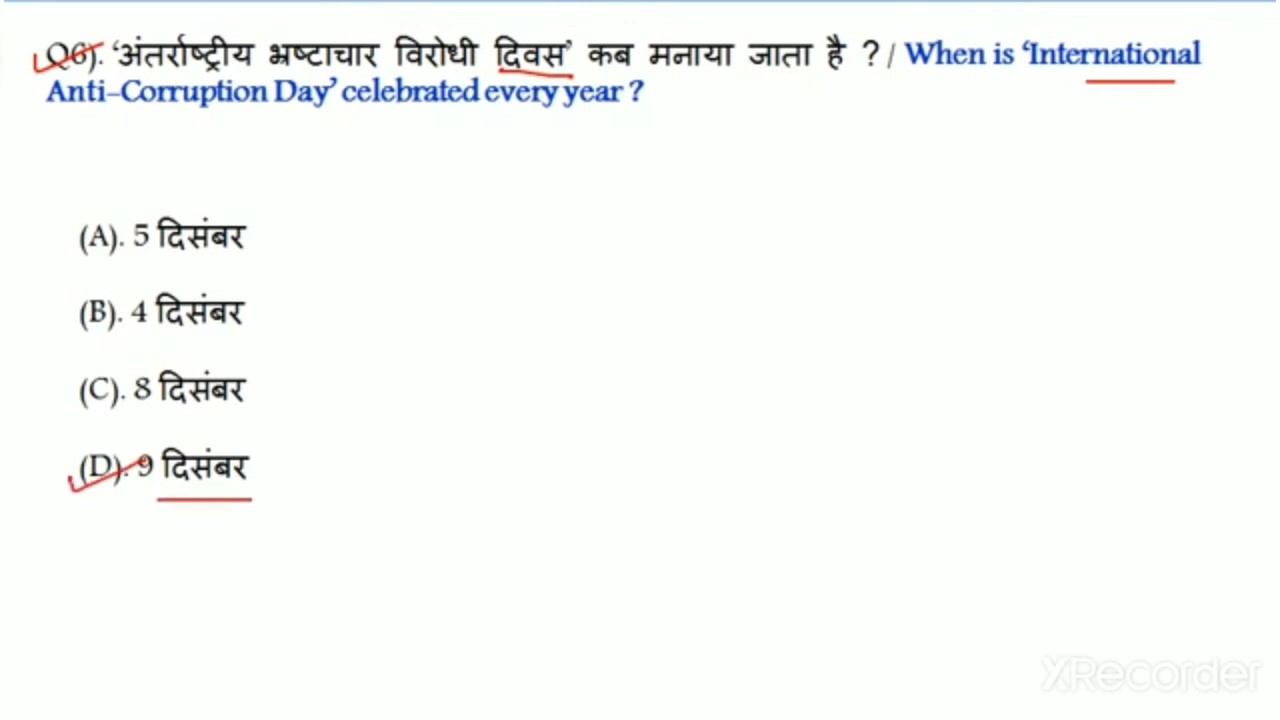 Q6). ‘अंतर्राष्ट्रीय भ्रष्टाचार विरोधी दिवस’ कब मनाया जाता है ? / When is ‘International
Anti-Corruption Day’ celebrated every year ?
(A). 5 दिसंबर
(B). 4 दिसंबर
(C). 8 दिसंबर
(D). 9 दिसंबर
XRecorder